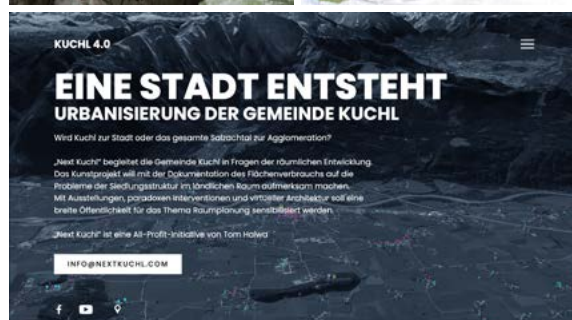 KUCHL 4.0
EINE STADT ENTSTEHT
URBANISIERUNG DER GEMEINDE KUCHL
Wird Kuchl zur Stadt oder das gesamte Salzachtal zur Agglomeration?
„Next Kuchl" begleitet die Gemeinde Kuchl in Fragen der räumlichen Entwicklung.
Das Kunstprojekt will mit der Dokumentation des Flächenverbrauchs auf die
Probleme der Siedlungsstruktur im ländlichen Raum aufmerksam machen.
Mit Ausstellungen, paradoxen Interventionen und virtueller Architektur soll eine
breite Öffentlichkeit für das Thema Raumplanung sensibilisiert werden.
„Next Kuchl" ist eine All-Profit-Initiative von Tom Holwa
INFO@NEXTKUCHL.COM